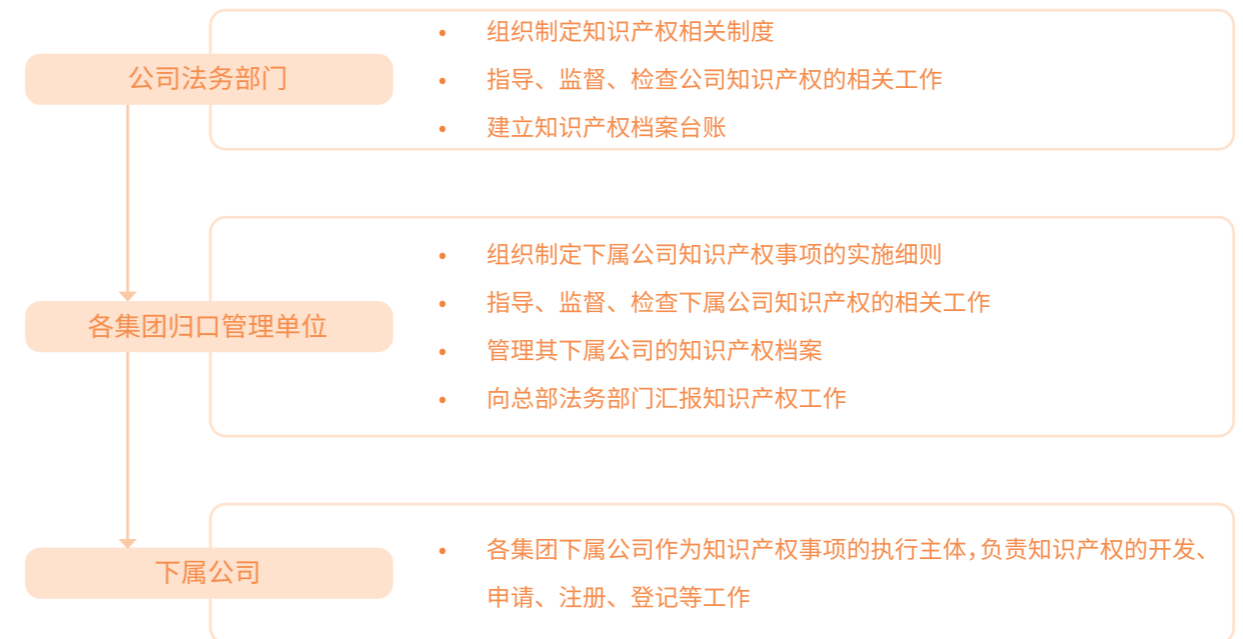 公司法务部门
• 组织制定知识产权相关制度
• 指导、监督、检查公司知识产权的相关工作
• 建立知识产权档案台账
各集团归口管理单位
• 组织制定下属公司知识产权事项的实施细则
• 指导、监督、检查下属公司知识产权的相关工作
• 管理其下属公司的知识产权档案
• 向总部法务部门汇报知识产权工作
下属公司
• 各集团下属公司作为知识产权事项的执行主体，负责知识产权的开发、
申请、注册、登记等工作